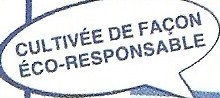 CULTIVÉE DE FAÇON
ÉCO-RESPONSABLE